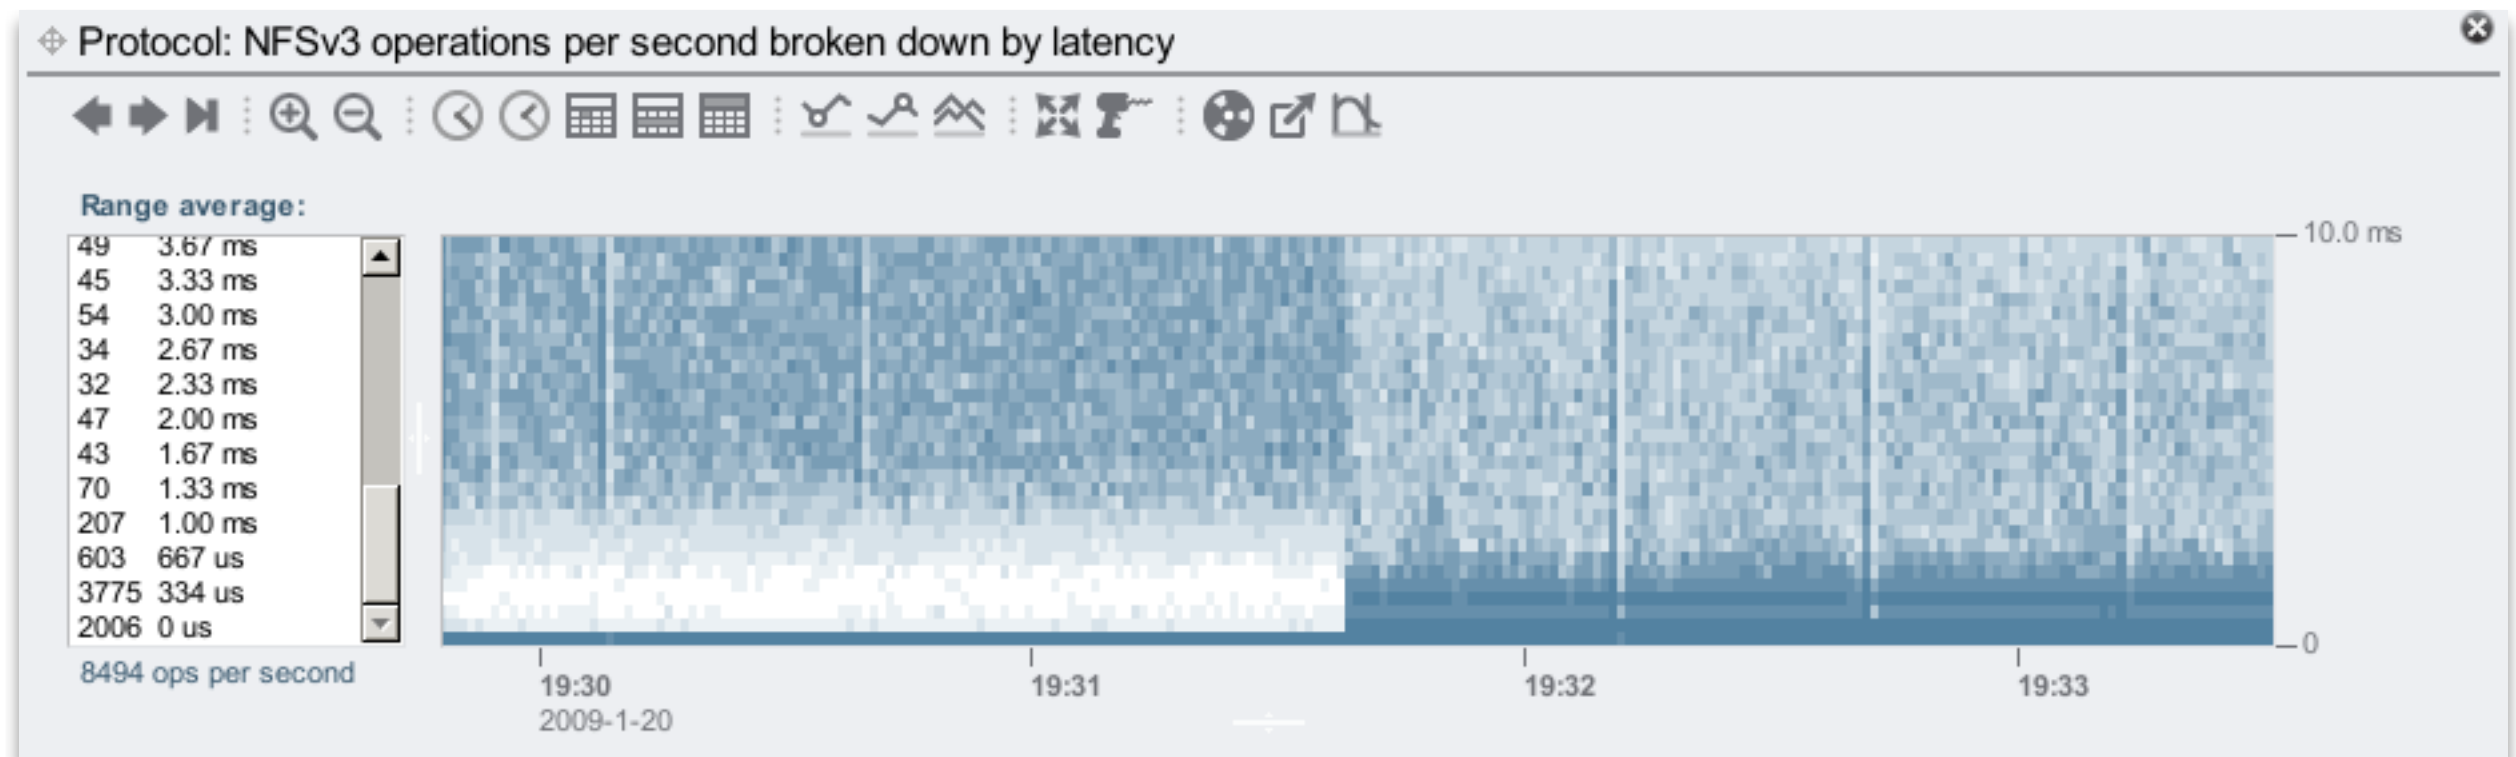 Protocol: NFSv3 operations per second broken down by latency
Range average:
49 3.67 ms
45 3.33 ms
54 3.00 ms
34 2.67 ms
32 2.33 ms
47 2.00 ms
43 1.67 ms
70 1.33 ms
207 1.00 ms
603 667 us
3775 334 us
2006 0 us
8494 ops per second
10.0 ms
0
19:30 19:31 19:32 19:33
2009-1-20